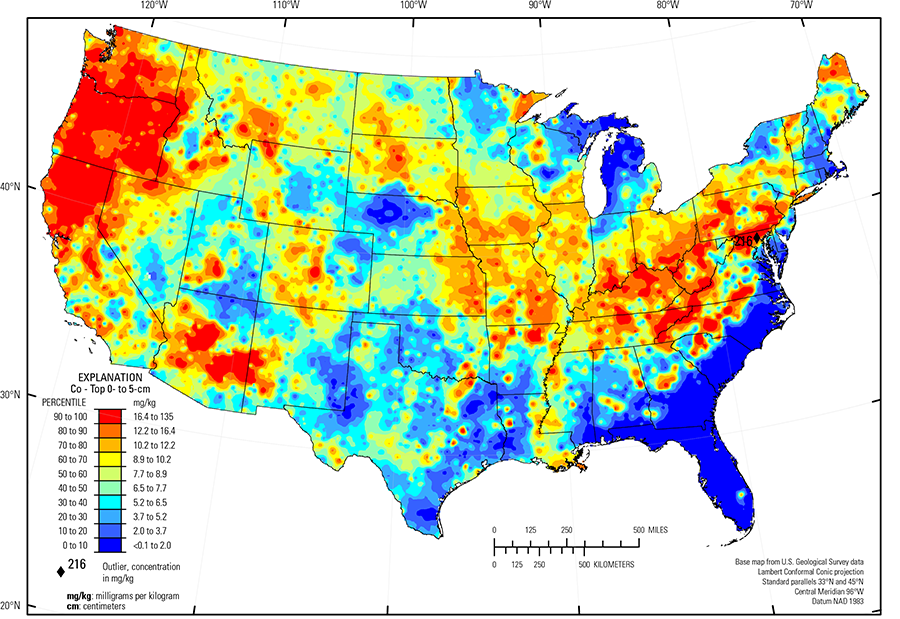 120°W 110°W 100°W 90°W 80°W 70°W
40°N 40°N
216
30°N 30°N
20°N 20°N
EXPLANATION
Co - Top 0- to 5-cm
PERCENTILE mg/kg
90 to 100 16.4 to 135
80 to 90 12.2 to 16.4
70 to 80 10.2 to 12.2
60 to 70 8.9 to 10.2
50 to 60 7.7 to 8.9
40 to 50 6.5 to 7.7
30 to 40 5.2 to 6.5
20 to 30 3.7 to 5.2
10 to 20 2.0 to 3.7
0 to 10 <0.1 to 2.0
216 Outlier, concentration
in mg/kg
mg/kg: milligrams per kilogram
cm: centimeters
0 125 250 500 MILES
0 125 250 500 KILOMETERS
Base map from U.S. Geological Survey data
Lambert Conformal Conic projection
Standard parallels 33°N and 45°N
Central Meridian 96°W
Datum NAD 1983